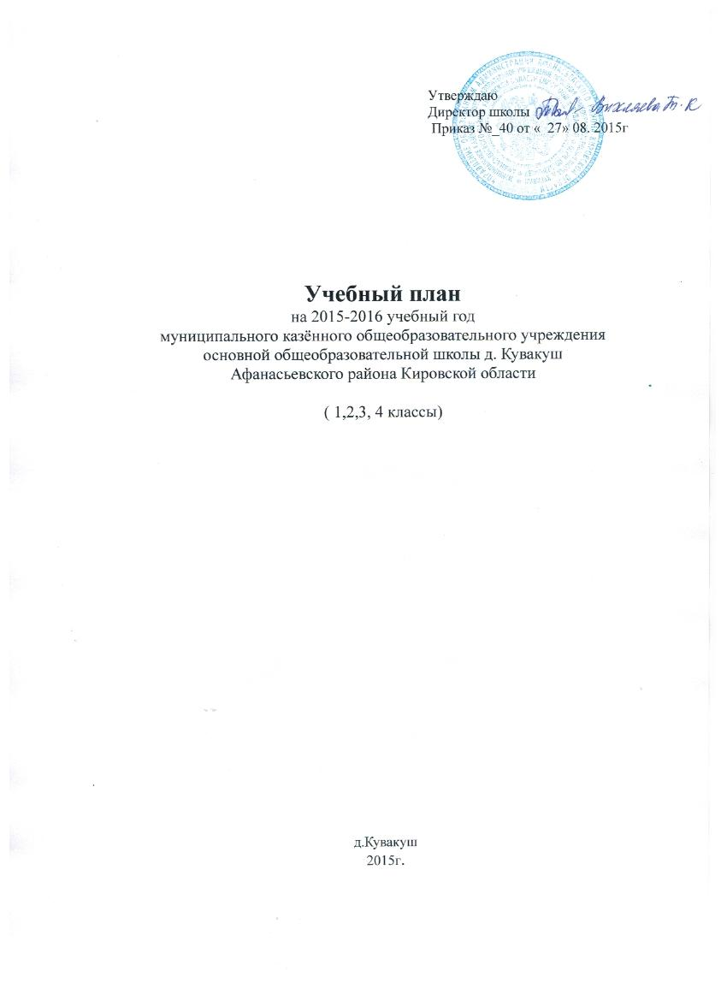 Утверждаю
Директор школы Вихляева Т. К
Приказ №_40 от « 27» 08. 2015г
Учебный план
на 2015-2016 учебный год
муниципального казённого общеобразовательного учреждения
основной общеобразовательной школы д. Кувакуш
Афанасьевского района Кировской области
( 1,2,3, 4 классы)
д.Кувакуш
2015г.